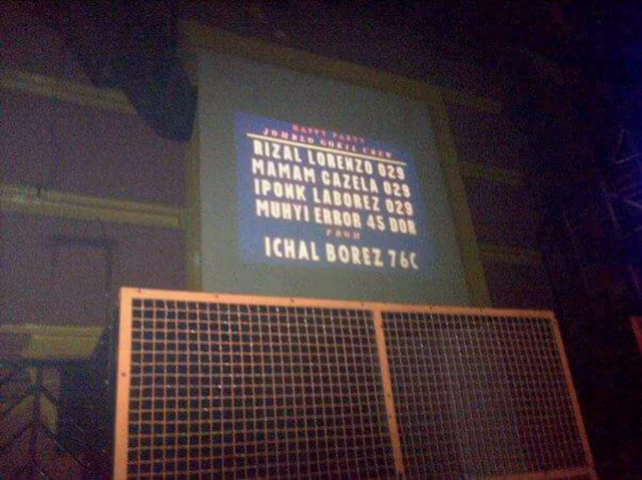 HAPPY PARTY
JOMBLO GOKIL CREW
RIZAL LORENZO 029
MAMAM CAZELA 029
IPONK LABOREZ 029
MUHYI ERROR 45 DOR
FROM
ICHAL BOREZ 76C